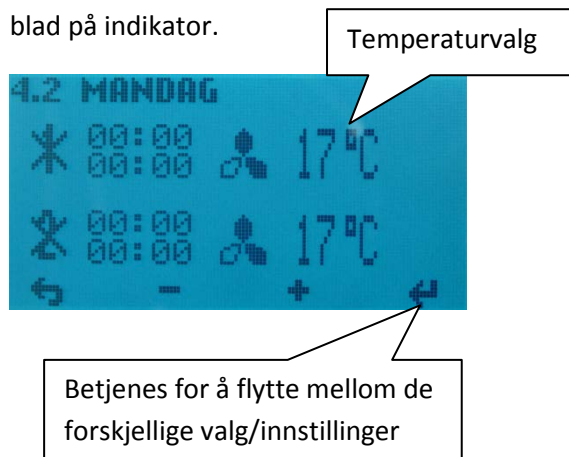 blad på indikator.
Temperaturvalg
4.2 MANDAG
00:00
00:00 17°C
00:00
00:00 17°C
Betjenes for å flytte mellom de
forskjellige valg/innstillinger